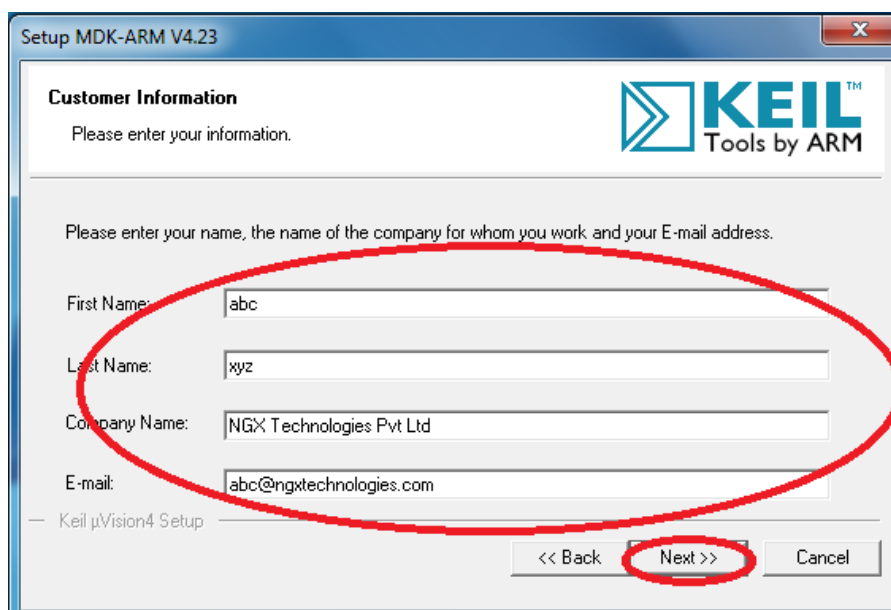 Setup MDK-ARM V4.23
Customer Information
Please enter your information.
KEIL™
Tools by ARM
Please enter your name, the name of the company for whom you work and your E-mail address.
First Name: abc
Last Name: xyz
Company Name: NGX Technologies Pvt Ltd
E-mail: abc@ngxtechnologies.com
Keil µVision4 Setup
<< Back Next >> Cancel